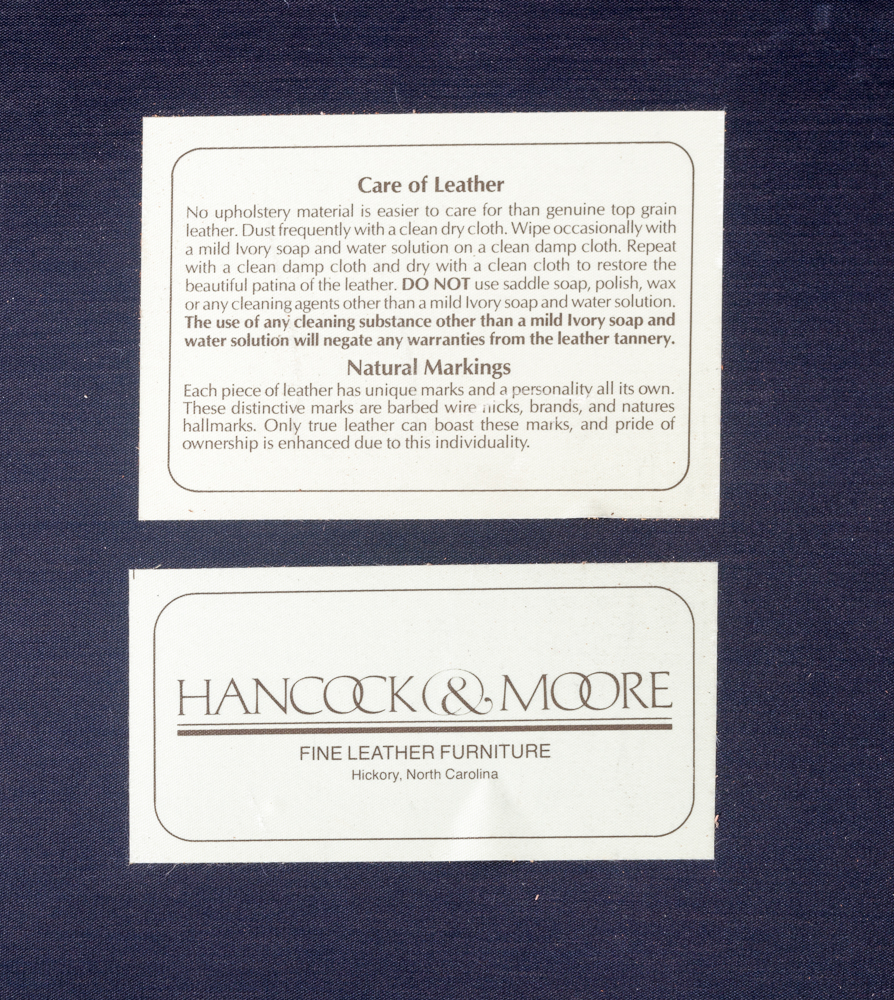 Care of Leather
No upholstery material is easier to care for than genuine top grain
leather. Dust frequently with a clean dry cloth. Wipe occasionally with
a mild Ivory soap and water solution on a clean damp cloth. Repeat
with a clean damp cloth and dry with a clean cloth to restore the
beautiful patina of the leather. DO NOT use saddle soap, polish, wax
or any cleaning agents other than a mild Ivory soap and water solution.
The use of any cleaning substance other than a mild Ivory soap and
water solution will negate any warranties from the leather tannery.
Natural Markings
Each piece of leather has unique marks and a personality all its own.
These distinctive marks are barbed wire nicks, brands, and natures
hallmarks. Only true leather can boast these marks, and pride of
ownership is enhanced due to this individuality.
HANCOCK & MOORE
FINE LEATHER FURNITURE
Hickory, North Carolina